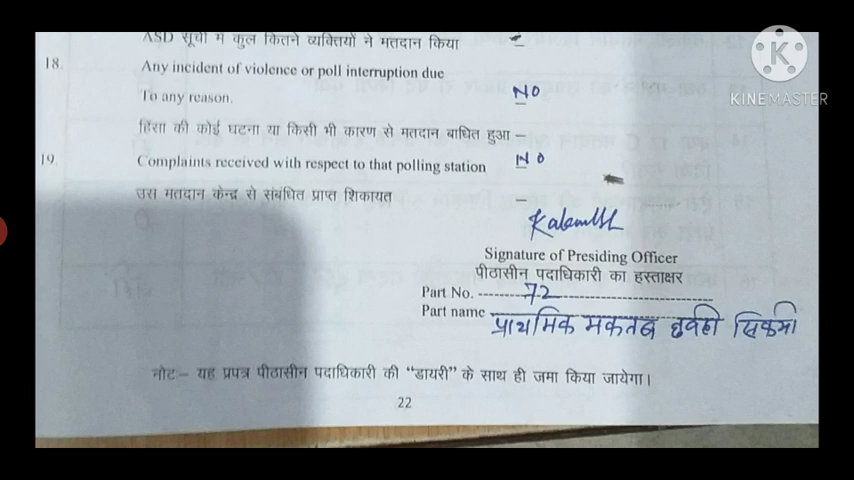 ASD सूची में कुल कितने व्यक्तियों ने मतदान किया –
18. Any incident of violence or poll interruption due
To any reason. NO
हिंसा की कोई घटना या किसी भी कारण से मतदान बाधित हुआ –
19. Complaints received with respect to that polling station NO
उस मतदान केन्द्र से संबंधित प्राप्त शिकायत –
Signature of Presiding Officer
पीठासीन पदाधिकारी का हस्ताक्षर
Part No. 72
Part name प्राथमिक मकतब
नोट:– यह प्रपत्र पीठासीन पदाधिकारी की "डायरी" के साथ ही जमा किया जायेगा।
22
KINEMASTER